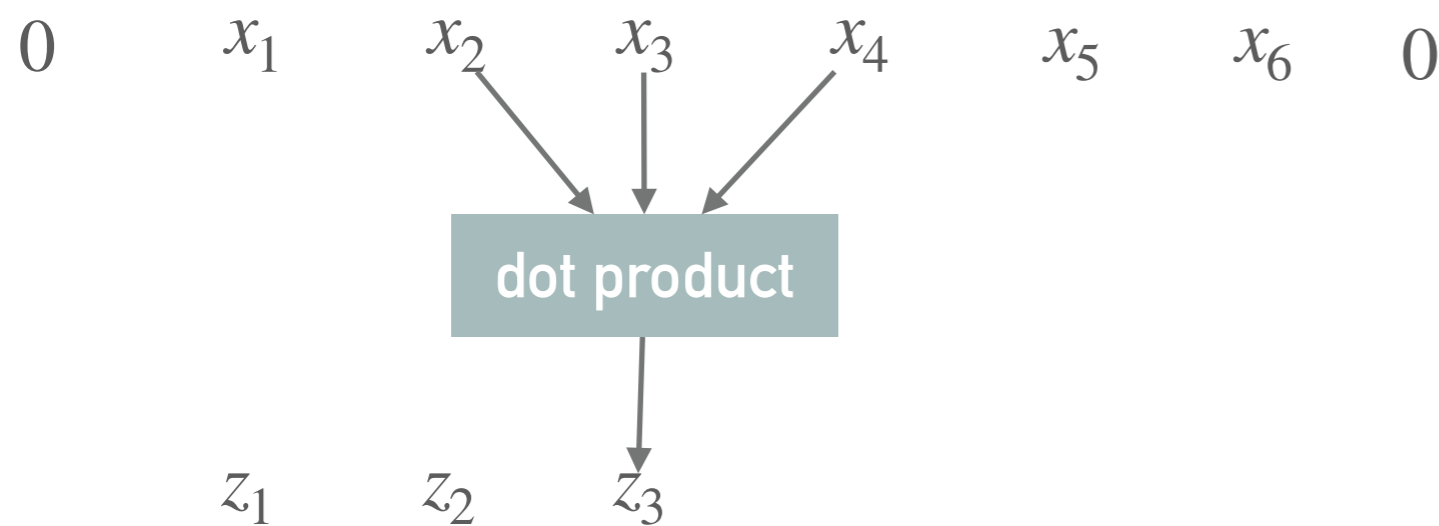 0 x₁ x₂ x₃ x₄ x₅ x₆ 0
dot product
z₁ z₂ z₃